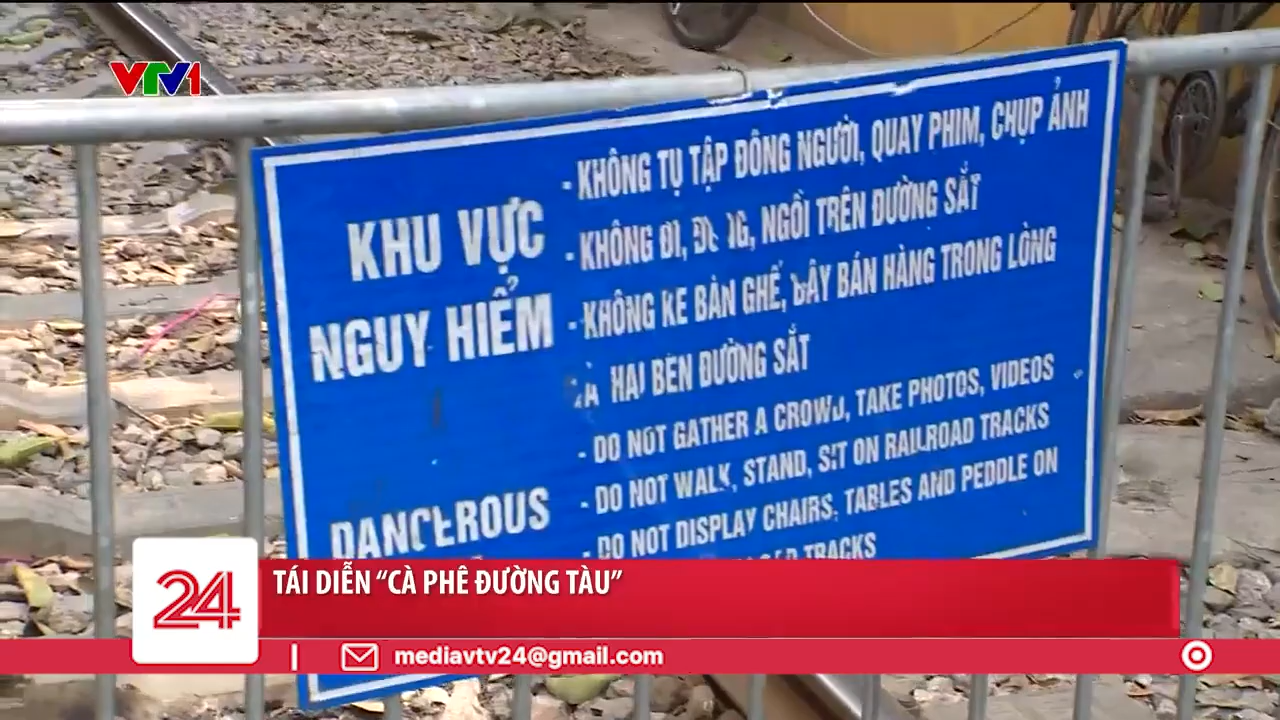 VTV1
KHU VỰC
NGUY HIỂM
- KHÔNG TỤ TẬP ĐÔNG NGƯỜI, QUAY PHIM, CHỤP ẢNH
- KHÔNG ĐI, ĐỨNG, NGỒI TRÊN ĐƯỜNG SẮT
- KHÔNG KÊ BÀN GHẾ, BÀY BÁN HÀNG TRONG LÒNG
VÀ HAI BÊN ĐƯỜNG SẮT
DANGEROUS
- DO NOT GATHER A CROWD, TAKE PHOTOS, VIDEOS
- DO NOT WALK, STAND, SIT ON RAILROAD TRACKS
- DO NOT DISPLAY CHAIRS, TABLES AND PEDDLE ON
TRACKS
24
TÁI DIỄN “CÀ PHÊ ĐƯỜNG TÀU”
mediavtv24@gmail.com